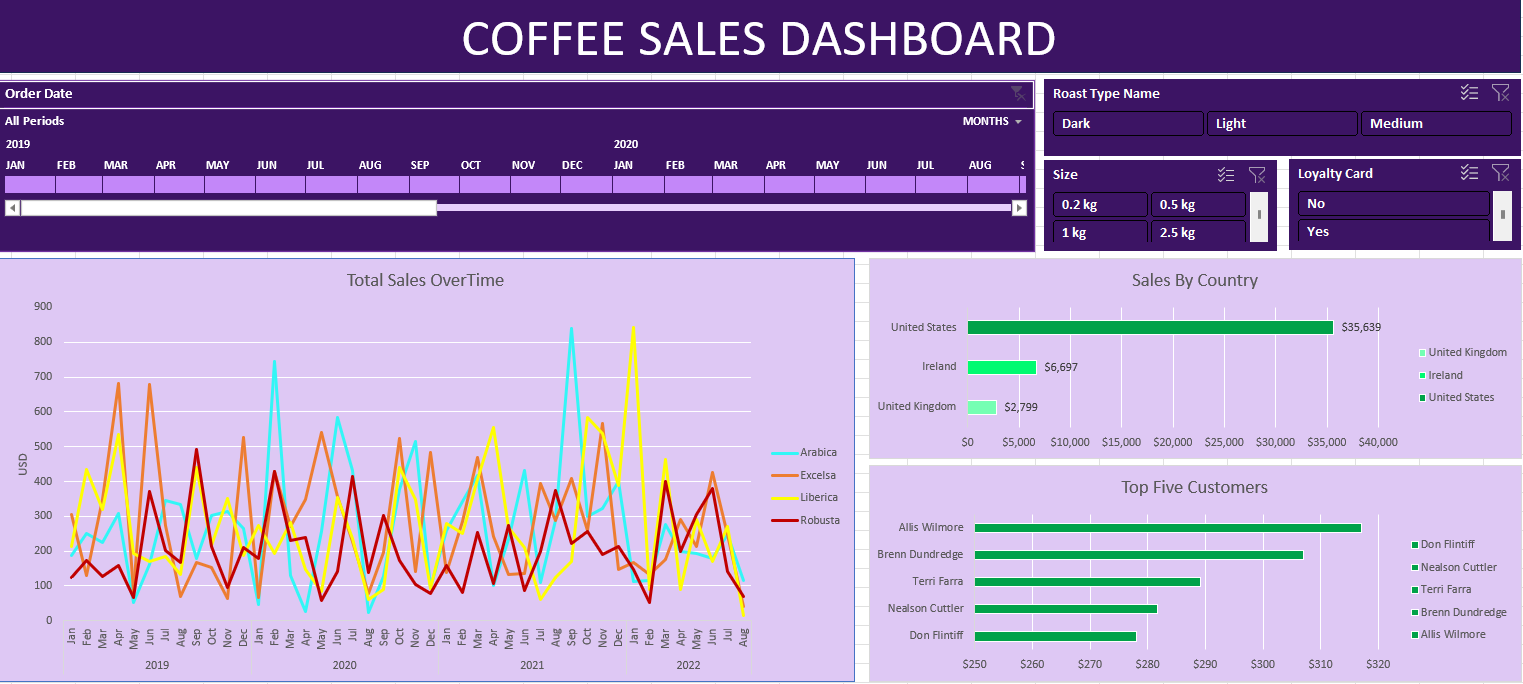 COFFEE SALES DASHBOARD
Order Date
All Periods
MONTHS
2019 2020
JAN FEB MAR APR MAY JUN JUL AUG SEP OCT NOV DEC JAN FEB MAR APR MAY JUN JUL AUG
Roast Type Name
Dark Light Medium
Size
0.2 kg 0.5 kg
1 kg 2.5 kg
Loyalty Card
No
Yes
Total Sales OverTime
900
800
700
600
500
400
300
200
100
0
USD
Jan Feb Mar Apr May Jun Jul Aug Sep Oct Nov Dec Jan Feb Mar Apr May Jun Jul Aug Sep Oct Nov Dec Jan Feb Mar Apr May Jun Jul Aug Sep Oct Nov Dec Jan Feb Mar Apr May Jun Jul Aug
2019 2020 2021 2022
Arabica
Excelsa
Liberica
Robusta
Sales By Country
United States $35,639
Ireland $6,697
United Kingdom $2,799
$0 $5,000 $10,000 $15,000 $20,000 $25,000 $30,000 $35,000 $40,000
United Kingdom
Ireland
United States
Top Five Customers
Allis Wilmore
Brenn Dundredge
Terri Farra
Nealson Cuttler
Don Flintiff
$250 $260 $270 $280 $290 $300 $310 $320
Don Flintiff
Nealson Cuttler
Terri Farra
Brenn Dundredge
Allis Wilmore